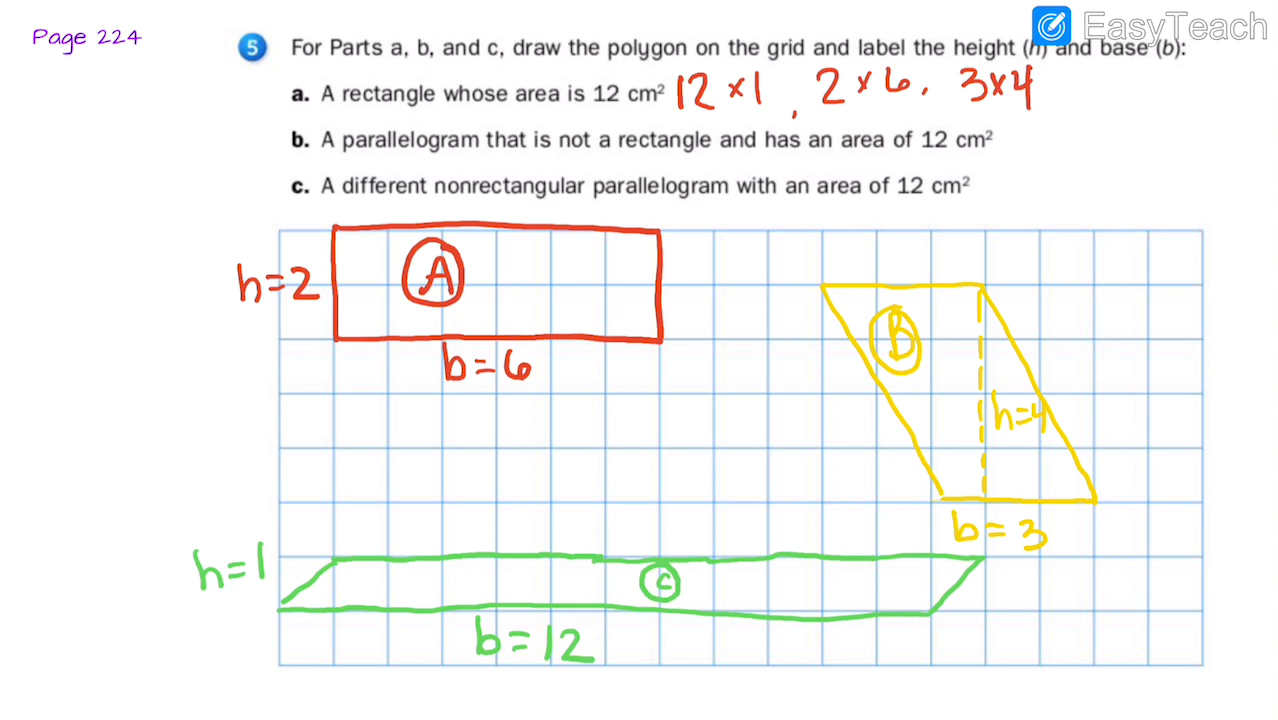 Page 224
EasyTeach
5 For Parts a, b, and c, draw the polygon on the grid and label the height (h) and base (b):
a. A rectangle whose area is 12 cm² 12 × 1, 2 × 6, 3 × 4
b. A parallelogram that is not a rectangle and has an area of 12 cm²
c. A different nonrectangular parallelogram with an area of 12 cm²
h=2
A
b=6
B
h=4
b=3
h=1
C
b=12